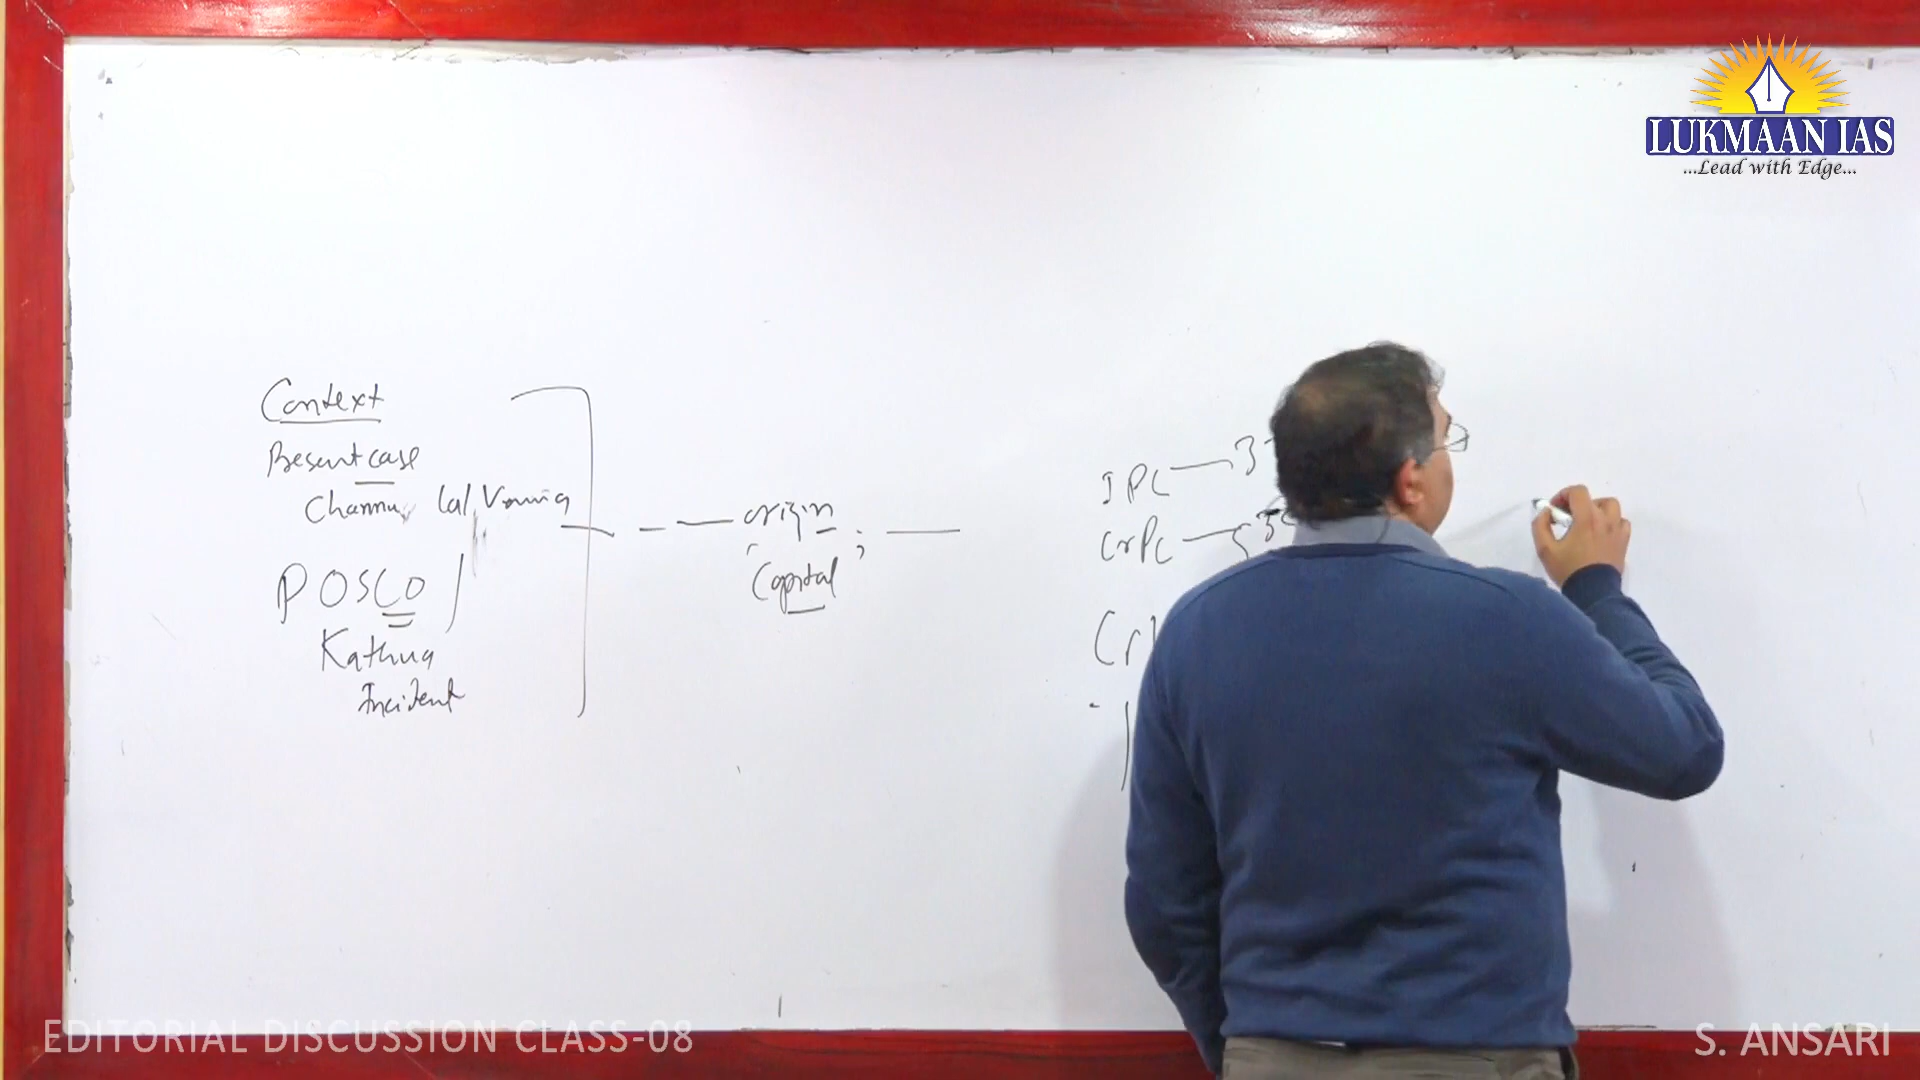 LUKMAAN IAS
...Lead with Edge...
Context
Present case
Channu Lal Verma
POSCO
Kathua
Incident
origin
Capital
IPC — 3
CrPC
EDITORIAL DISCUSSION CLASS-08
S. ANSARI